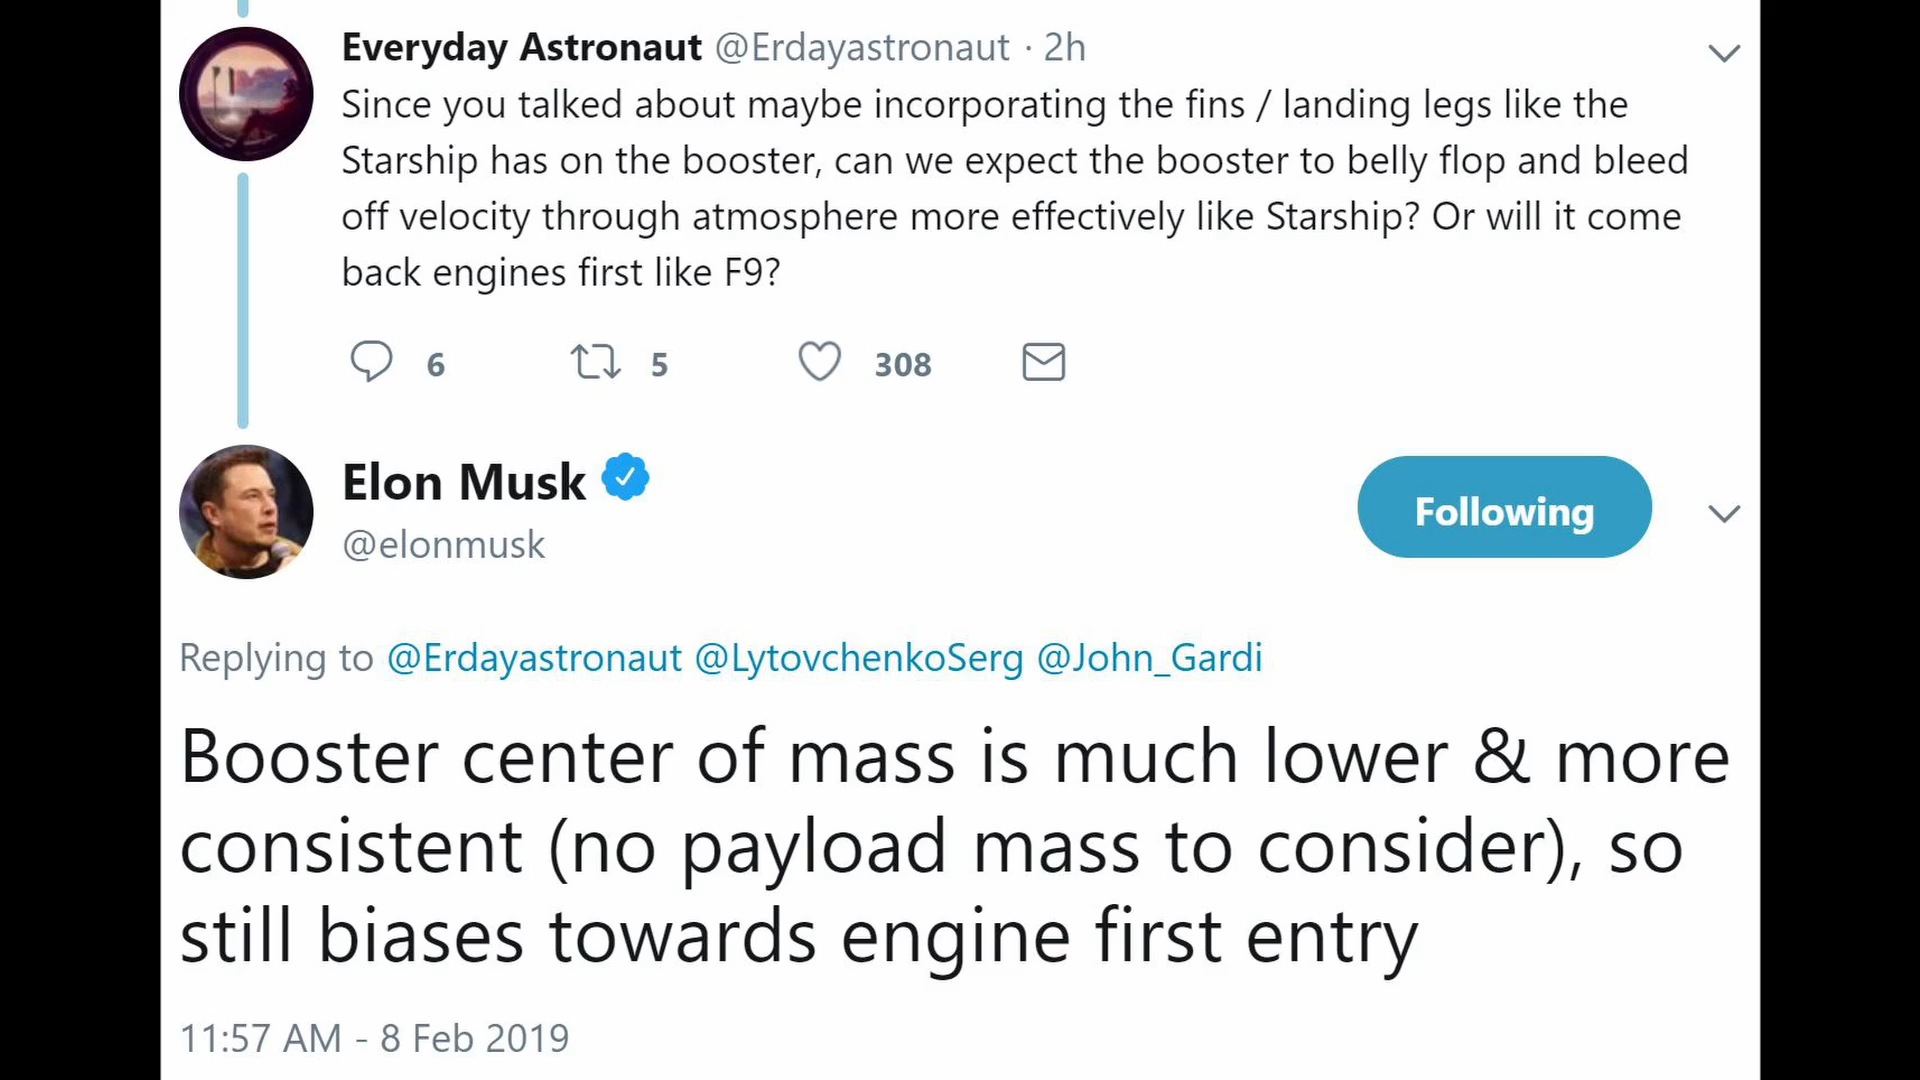 Everyday Astronaut @Erdayastronaut · 2h
Since you talked about maybe incorporating the fins / landing legs like the
Starship has on the booster, can we expect the booster to belly flop and bleed
off velocity through atmosphere more effectively like Starship? Or will it come
back engines first like F9?
6 5 308
Elon Musk
@elonmusk
Following
Replying to @Erdayastronaut @LytovchenkoSerg @John_Gardi
Booster center of mass is much lower & more
consistent (no payload mass to consider), so
still biases towards engine first entry
11:57 AM - 8 Feb 2019